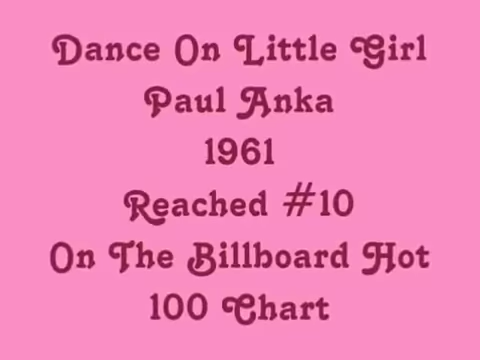 Dance On Little Girl
Paul Anka
1961
Reached #10
On The Billboard Hot
100 Chart